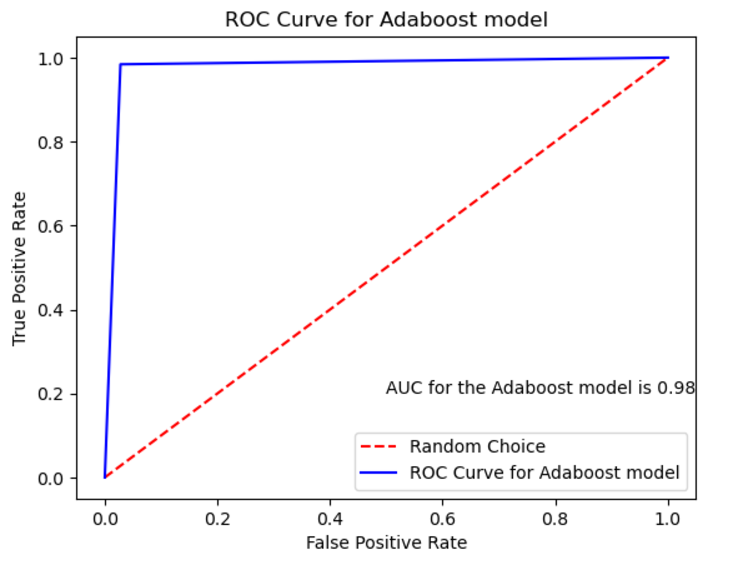 ROC Curve for Adaboost model
1.0
0.8
0.6
0.4
0.2
0.0
True Positive Rate
AUC for the Adaboost model is 0.98
Random Choice
ROC Curve for Adaboost model
0.0 0.2 0.4 0.6 0.8 1.0
False Positive Rate